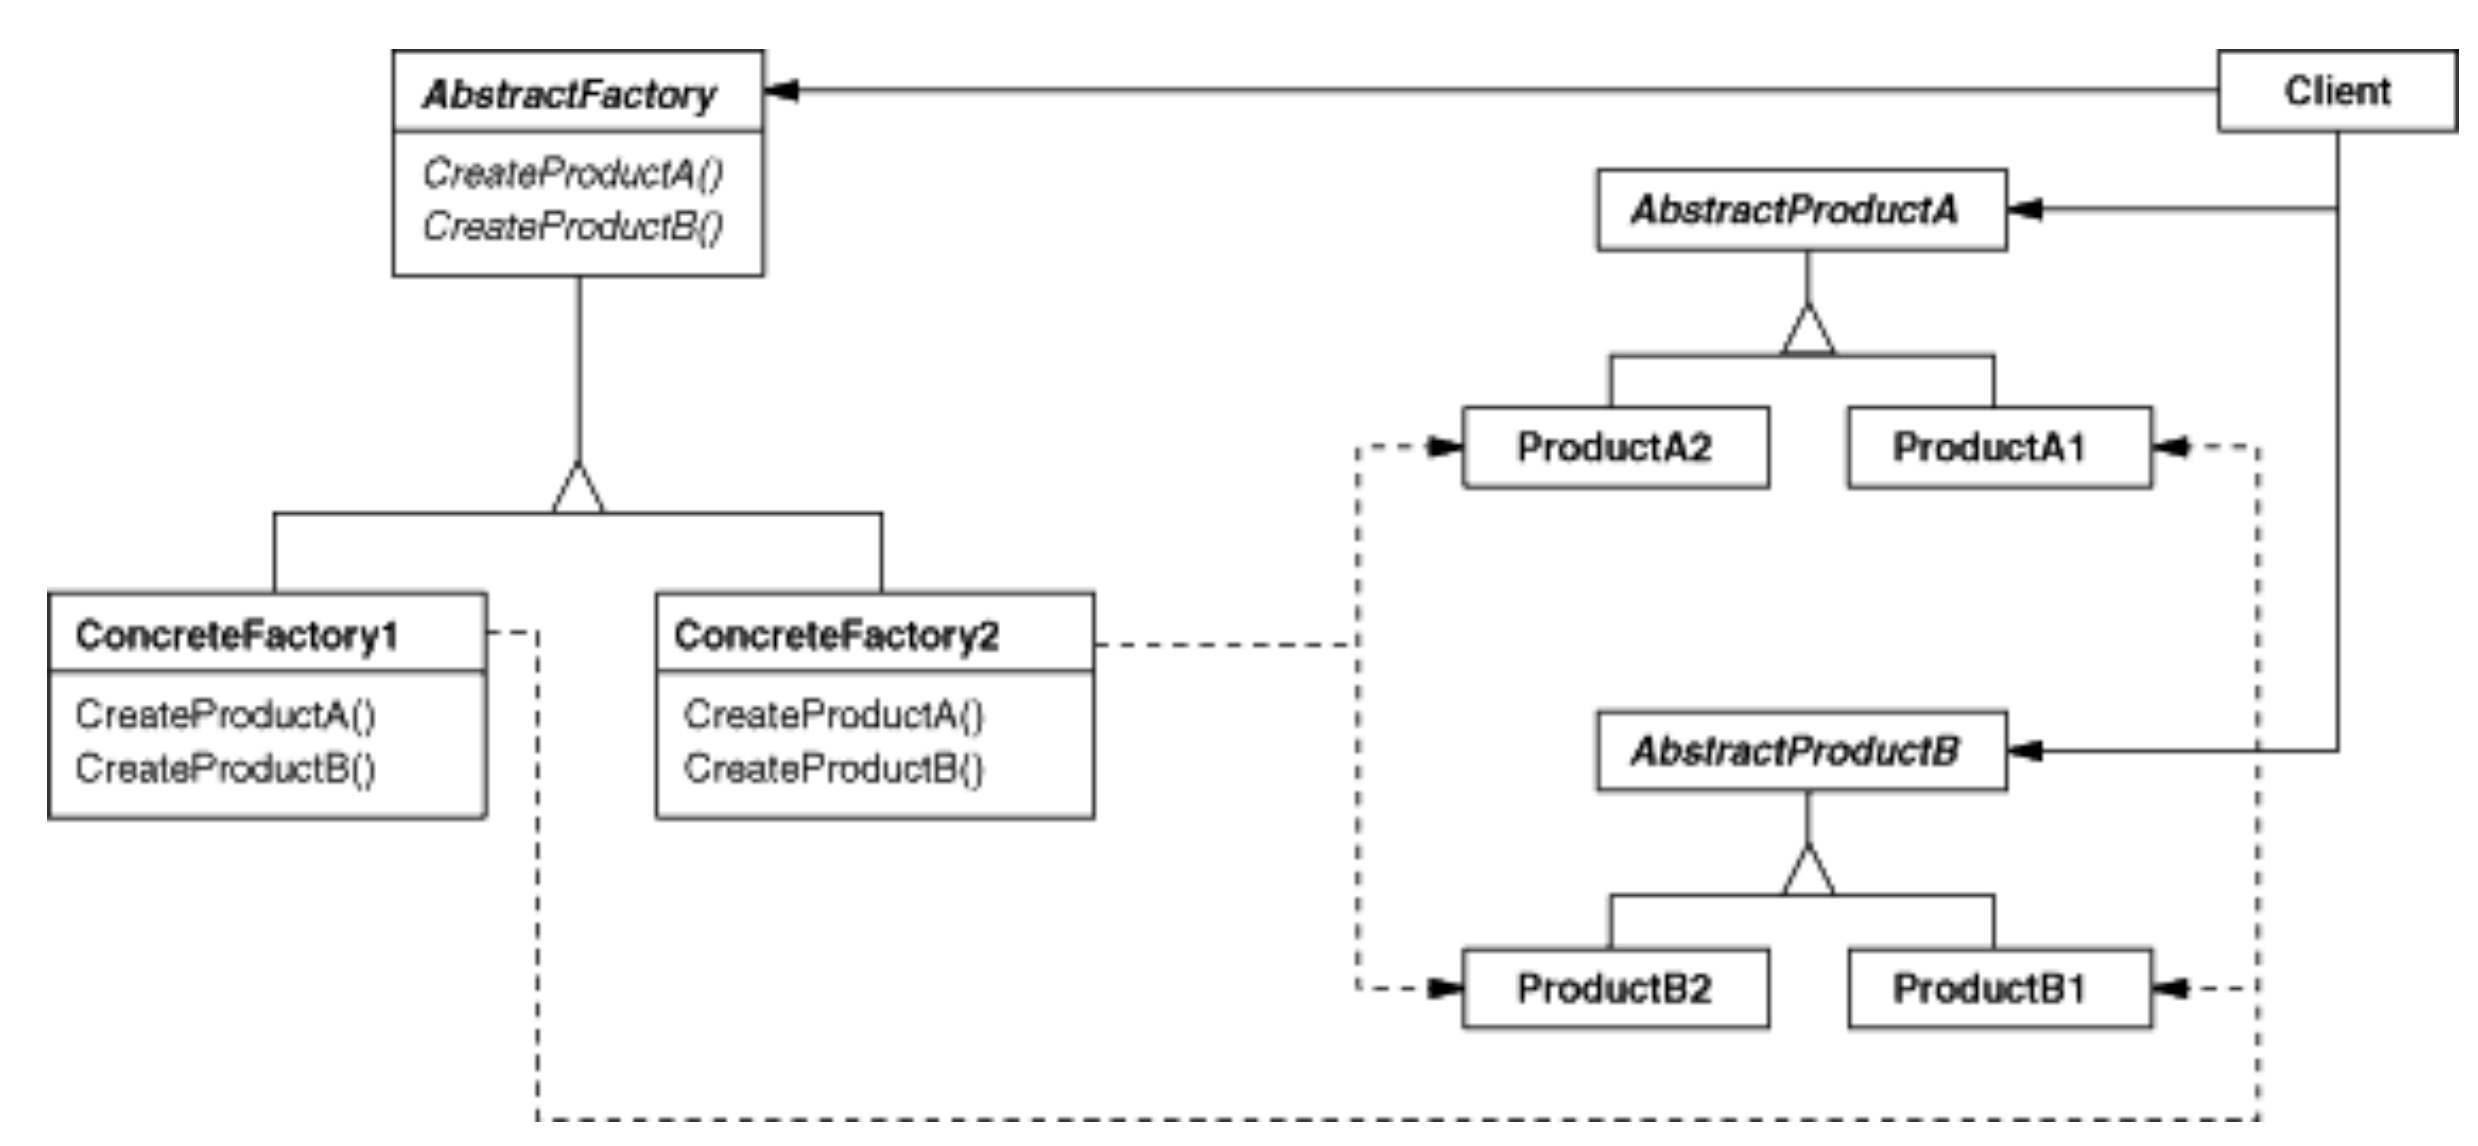 AbstractFactory
CreateProductA()
CreateProductB()
Client
AbstractProductA
ProductA2
ProductA1
ConcreteFactory1
CreateProductA()
CreateProductB()
ConcreteFactory2
CreateProductA()
CreateProductB()
AbstractProductB
ProductB2
ProductB1